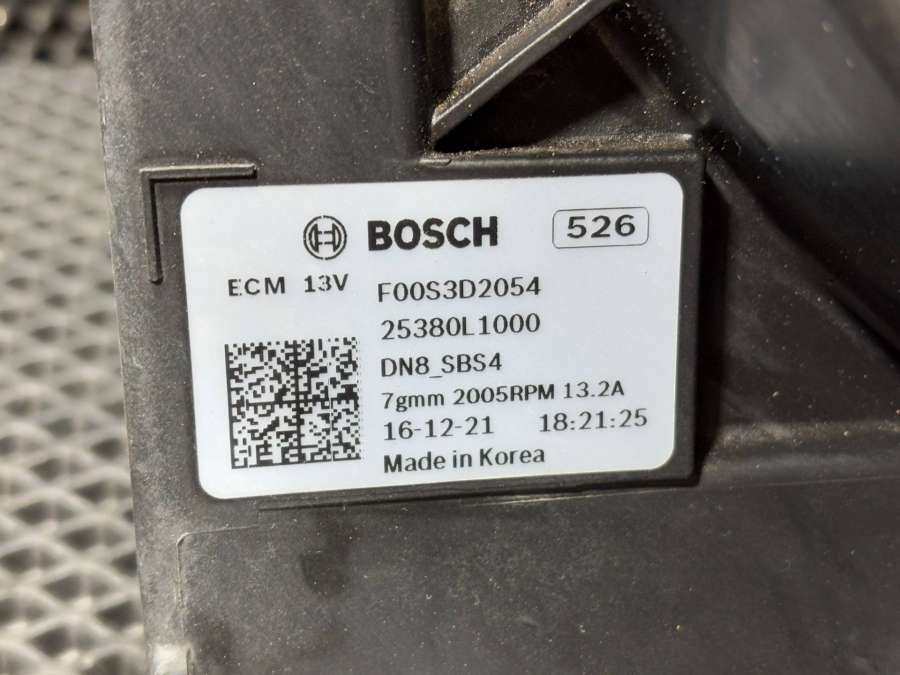 BOSCH 526
ECM 13V F00S3D2054
25380L1000
DN8_SBS4
7gmm 2005RPM 13.2A
16-12-21 18:21:25
Made in Korea